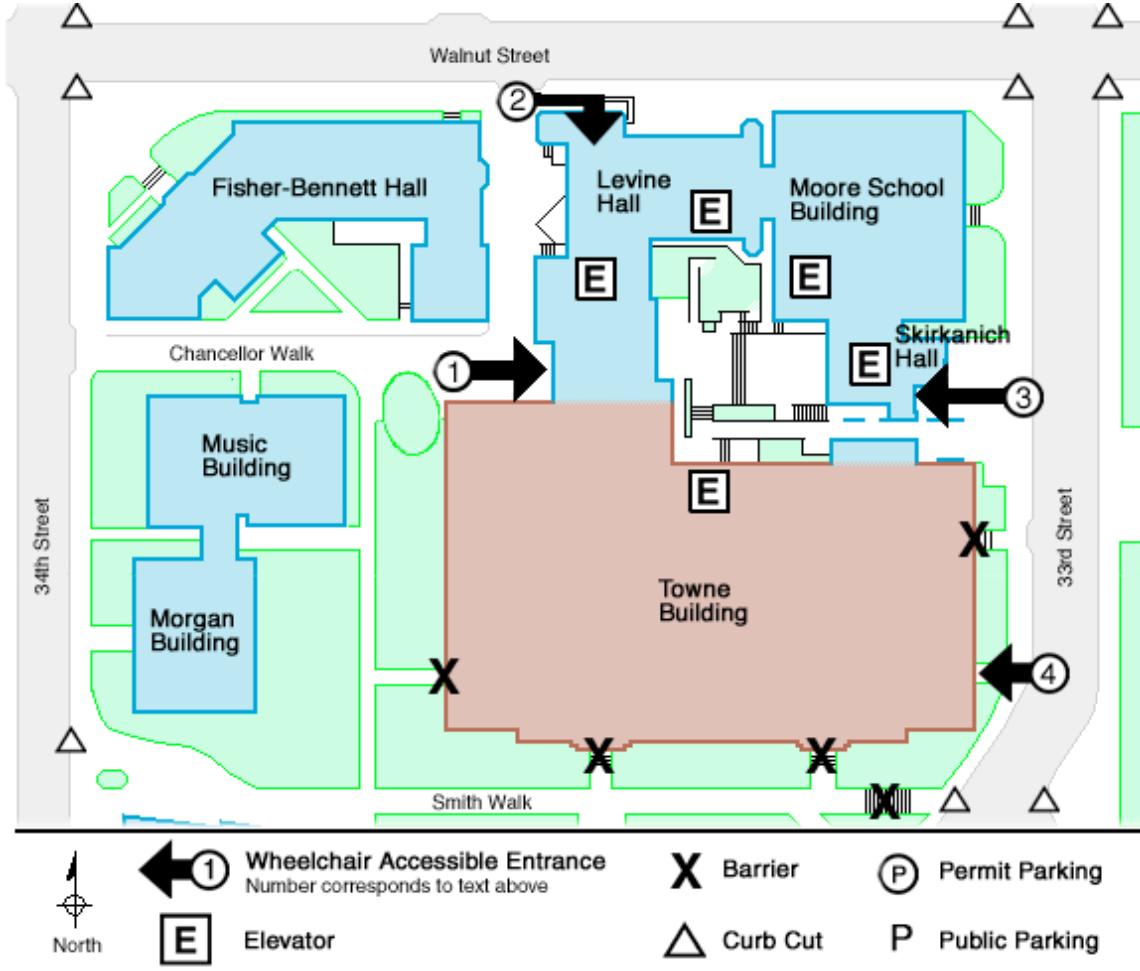 Walnut Street
2
Fisher-Bennett Hall
Levine
Hall
Moore School
Building
E
E
E
Skirkanich
Hall
Chancellor Walk
1
E
3
Music
Building
E
34th Street
33rd Street
X
Towne
Building
Morgan
Building
X
4
X
X
Smith Walk
X
1
Wheelchair Accessible Entrance
Number corresponds to text above
X
Barrier
P
Permit Parking
North
E
Elevator
Curb Cut
P
Public Parking